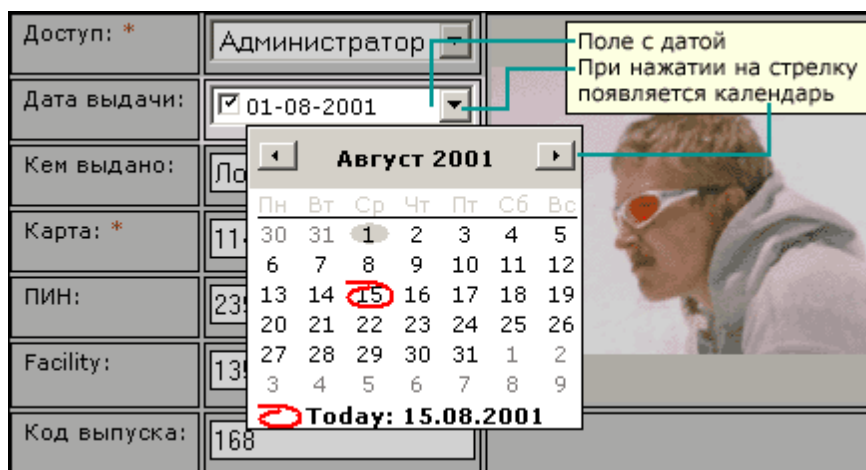 Доступ: *
Администратор
Поле с датой
При нажатии на стрелку
появляется календарь
Дата выдачи:
01-08-2001
Кем выдано:
Август 2001
Пн Вт Ср Чт Пт Сб Вс
30 31 1 2 3 4 5
Карта: *
6 7 8 9 10 11 12
ПИН:
13 14 15 16 17 18 19
20 21 22 23 24 25 26
Facility:
27 28 29 30 31 1 2
3 4 5 6 7 8 9
Today: 15.08.2001
Код выпуска:
168